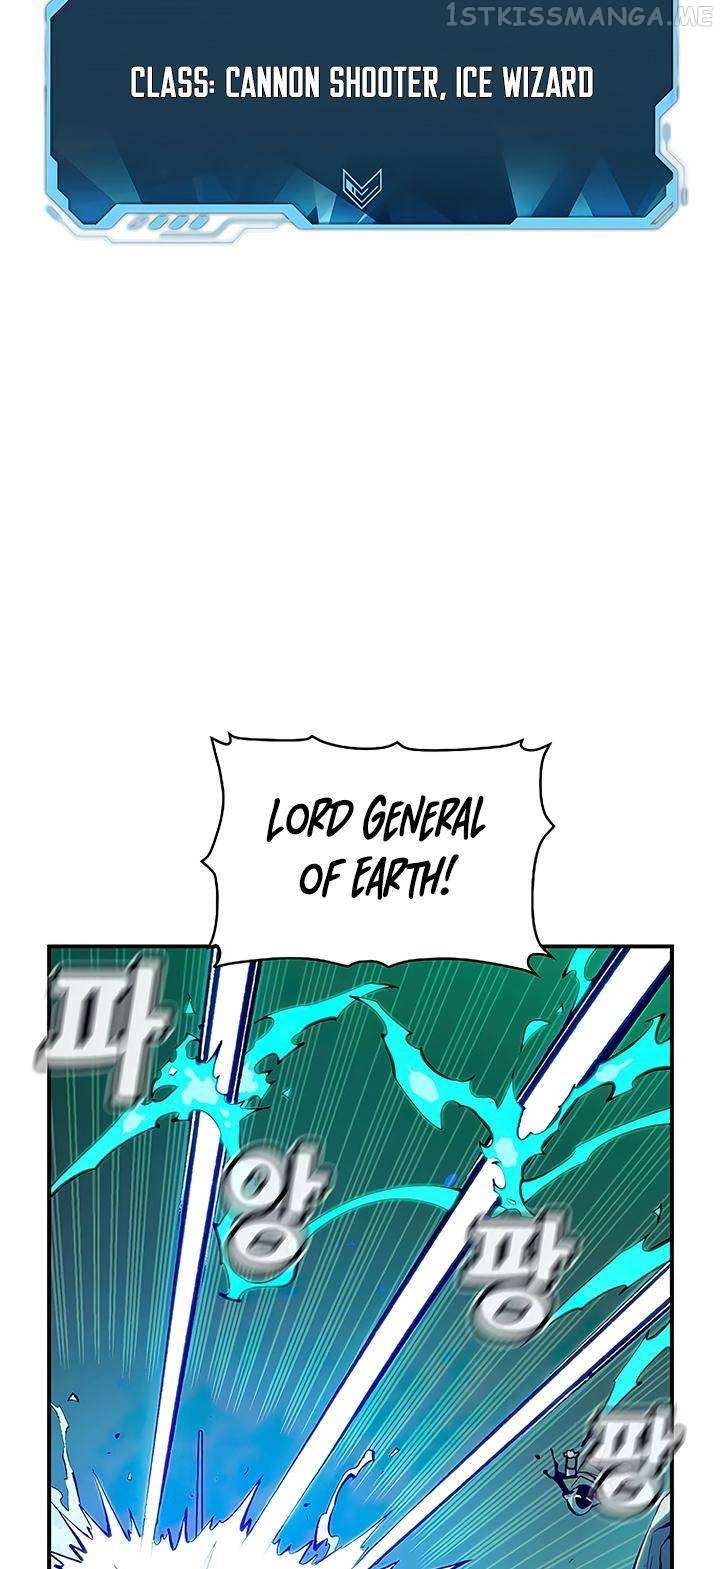 1STKISSMANGA.ME
CLASS: CANNON SHOOTER, ICE WIZARD
LORD GENERAL
OF EARTH!
파
앙
팡
팡